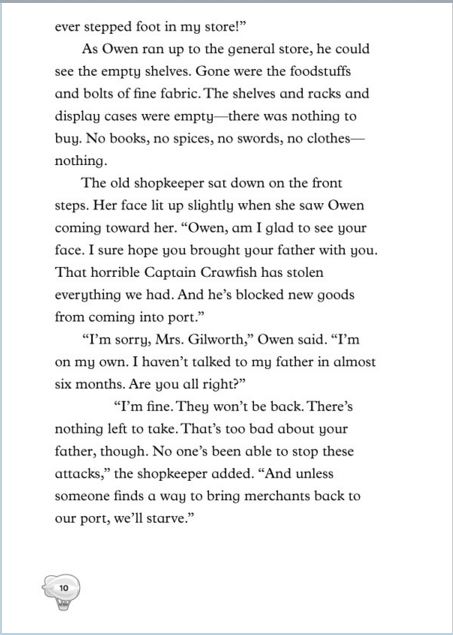 ever stepped foot in my store!”
As Owen ran up to the general store, he could
see the empty shelves. Gone were the foodstuffs
and bolts of fine fabric. The shelves and racks and
display cases were empty—there was nothing to
buy. No books, no spices, no swords, no clothes—
nothing.
The old shopkeeper sat down on the front
steps. Her face lit up slightly when she saw Owen
coming toward her. “Owen, am I glad to see your
face. I sure hope you brought your father with you.
That horrible Captain Crawfish has stolen
everything we had. And he’s blocked new goods
from coming into port.”
“I’m sorry, Mrs. Gilworth,” Owen said. “I’m
on my own. I haven’t talked to my father in almost
six months. Are you all right?”
“I’m fine. They won’t be back. There’s
nothing left to take. That’s too bad about your
father, though. No one’s been able to stop these
attacks,” the shopkeeper added. “And unless
someone finds a way to bring merchants back to
our port, we’ll starve.”
10